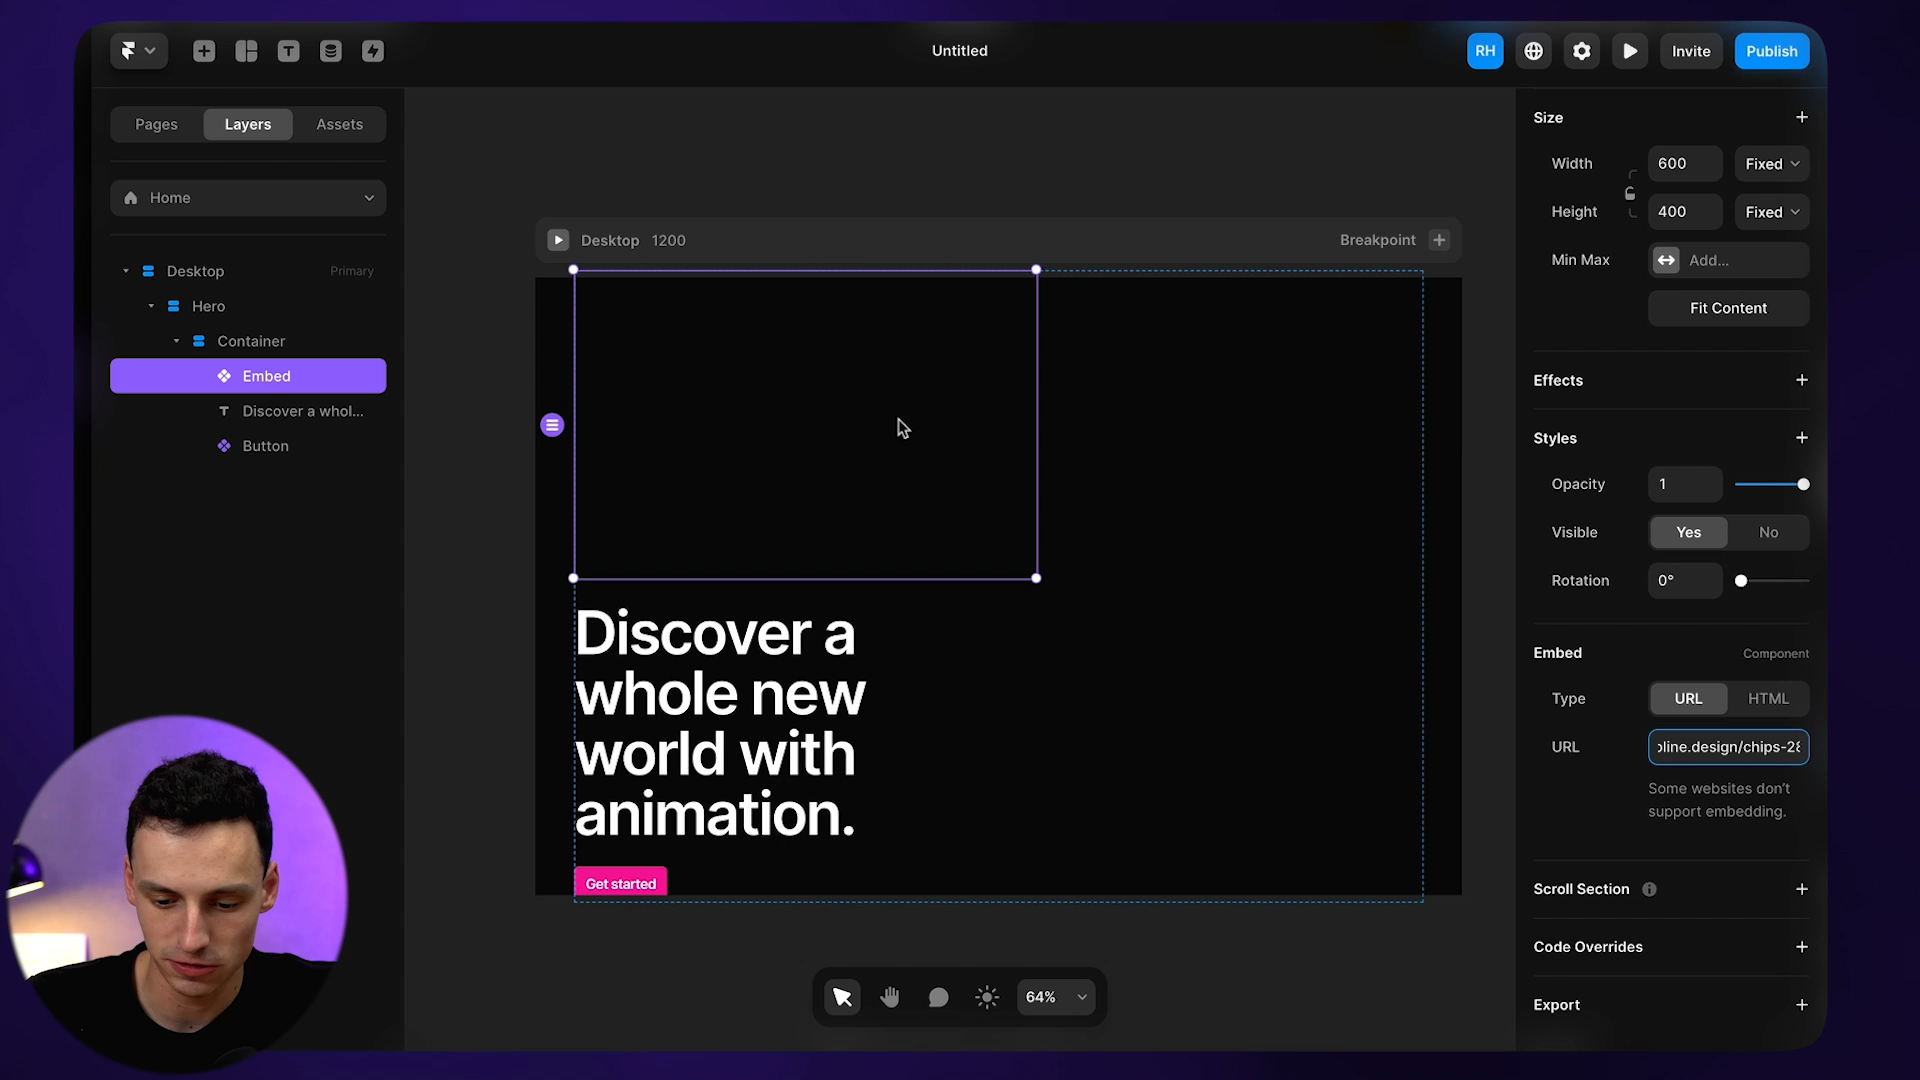 Untitled
RH
Invite
Publish
Pages
Layers
Assets
Home
Desktop
Primary
Hero
Container
Embed
Discover a whol...
Button
Desktop 1200
Breakpoint
Discover a
whole new
world with
animation.
Get started
64%
Size
Width
600
Fixed
Height
400
Fixed
Min Max
Add...
Fit Content
Effects
Styles
Opacity
1
Visible
Yes
No
Rotation
0°
Embed
Component
Type
URL
HTML
URL
line.design/chips-28
Some websites don't
support embedding.
Scroll Section
Code Overrides
Export